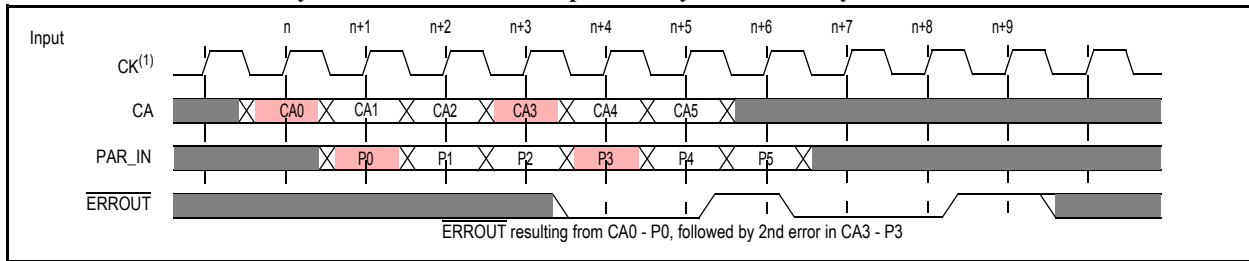 n n+1 n+2 n+3 n+4 n+5 n+6 n+7 n+8 n+9
Input
CK(1)
CA CA0 CA1 CA2 CA3 CA4 CA5
PAR_IN P0 P1 P2 P3 P4 P5
ERROUT
ERROUT resulting from CA0 - P0, followed by 2nd error in CA3 - P3